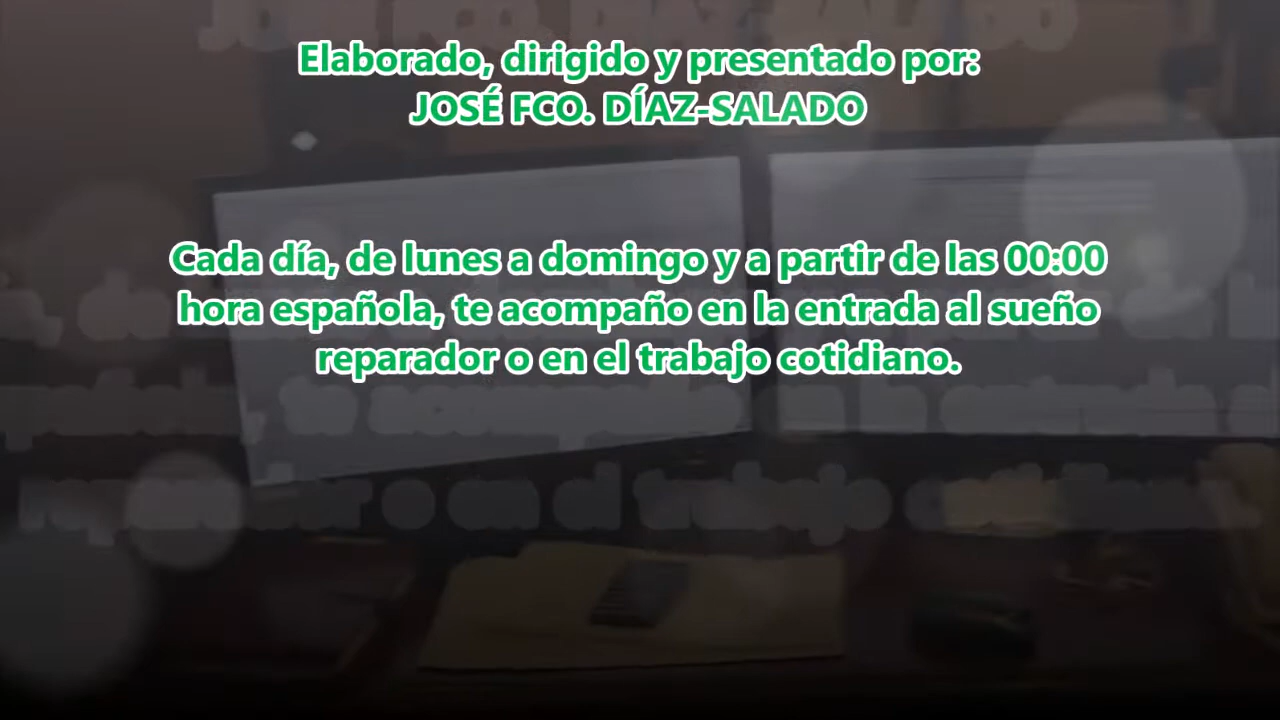 Elaborado, dirigido y presentado por:
JOSÉ FCO. DÍAZ-SALADO
Cada día, de lunes a domingo y a partir de las 00:00
hora española, te acompaño en la entrada al sueño
reparador o en el trabajo cotidiano.